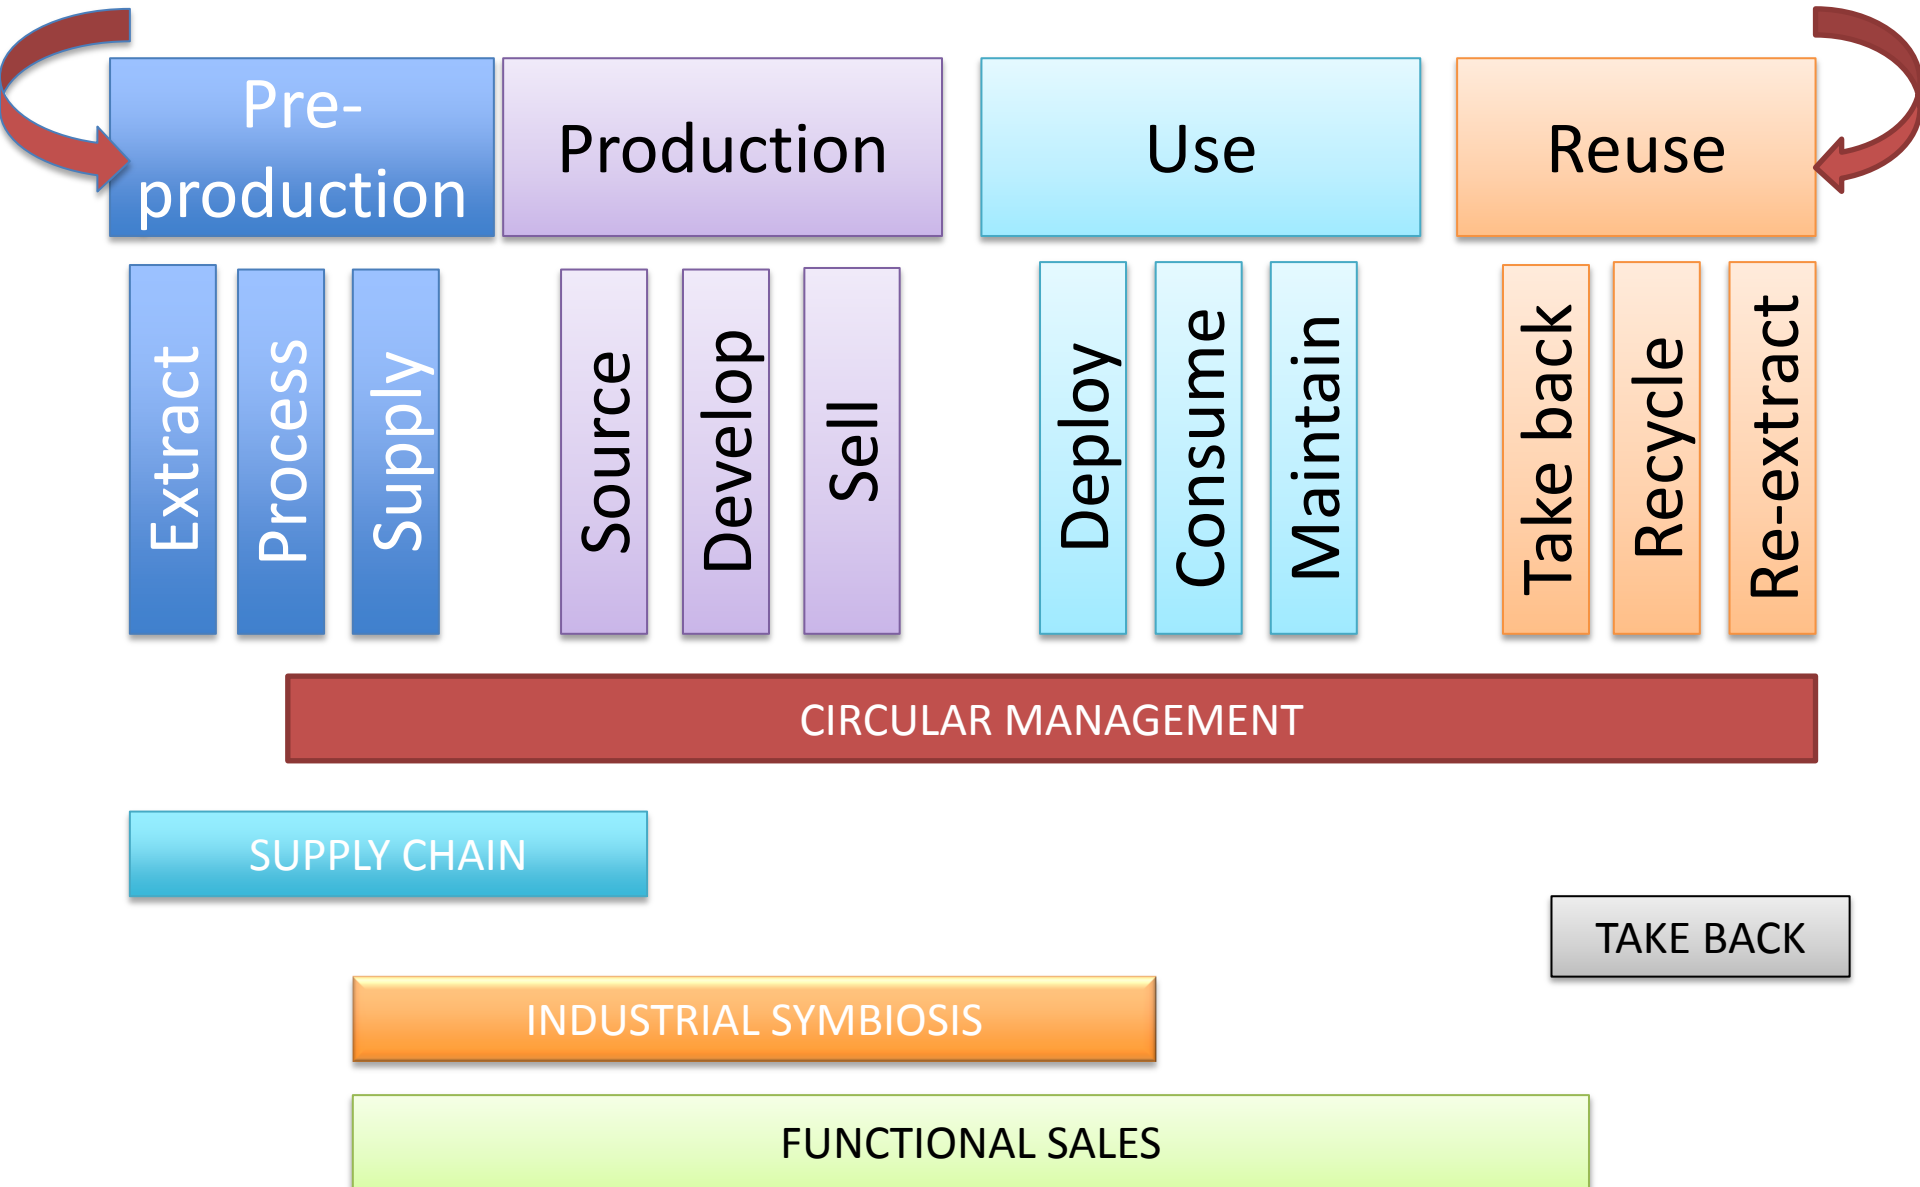 Pre-
production
Production
Use
Reuse
Extract
Process
Supply
Source
Develop
Sell
Deploy
Consume
Maintain
Take back
Recycle
Re-extract
CIRCULAR MANAGEMENT
SUPPLY CHAIN
TAKE BACK
INDUSTRIAL SYMBIOSIS
FUNCTIONAL SALES